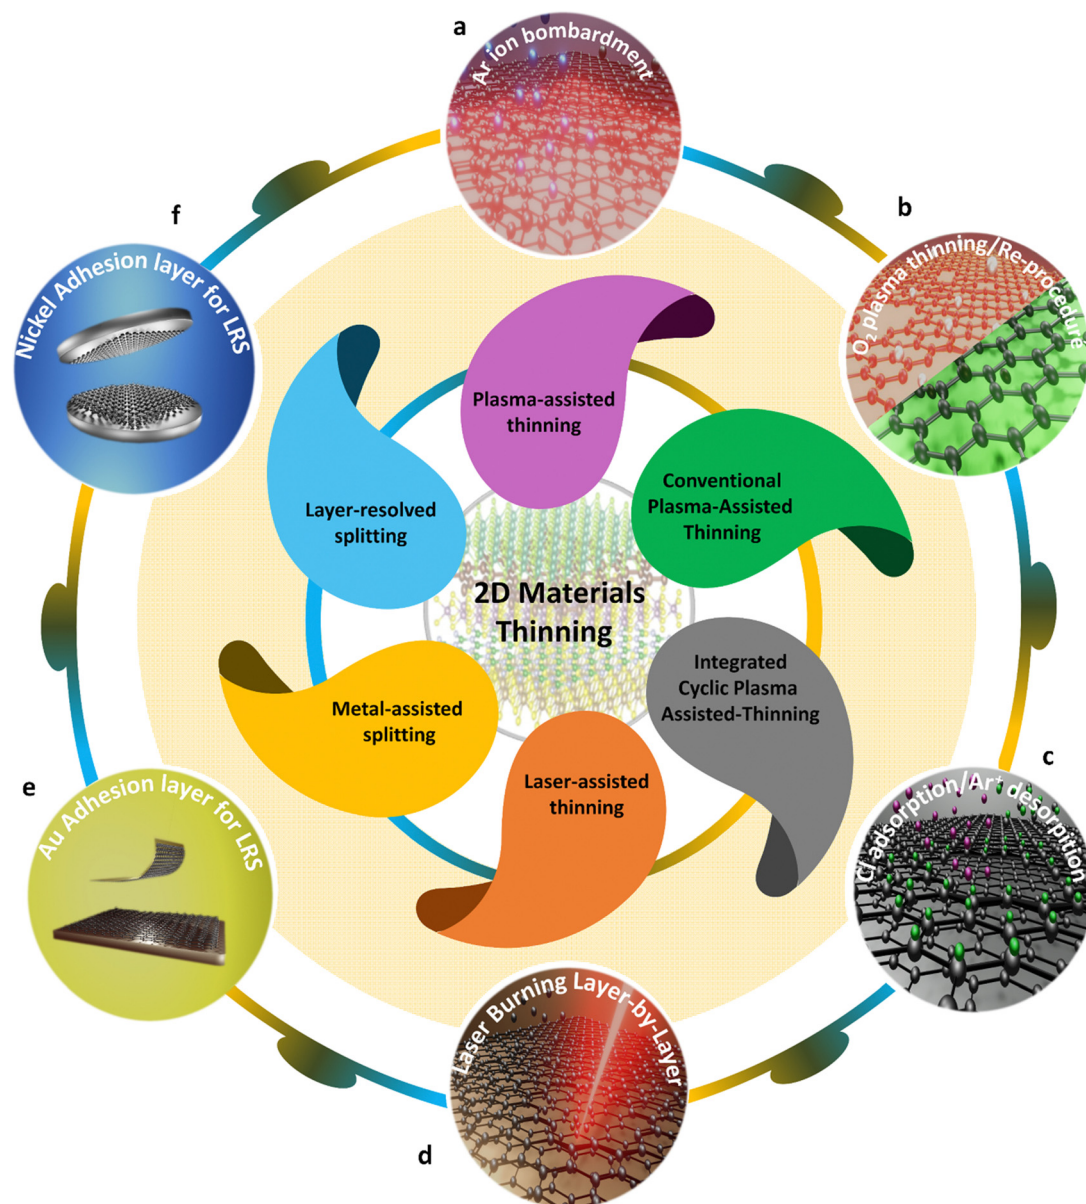 a
Ar ion bombardment
b
O₂ plasma thinning/Re-procedure
c
Cl adsorption/Ar⁺ desorption
d
Laser Burning Layer-by-Layer
e
Au Adhesion layer for LRS
f
Nickel Adhesion layer for LRS
Plasma-assisted
thinning
Conventional
Plasma-Assisted
Thinning
Integrated
Cyclic Plasma
Assisted-Thinning
Laser-assisted
thinning
Metal-assisted
splitting
Layer-resolved
splitting
2D Materials
Thinning